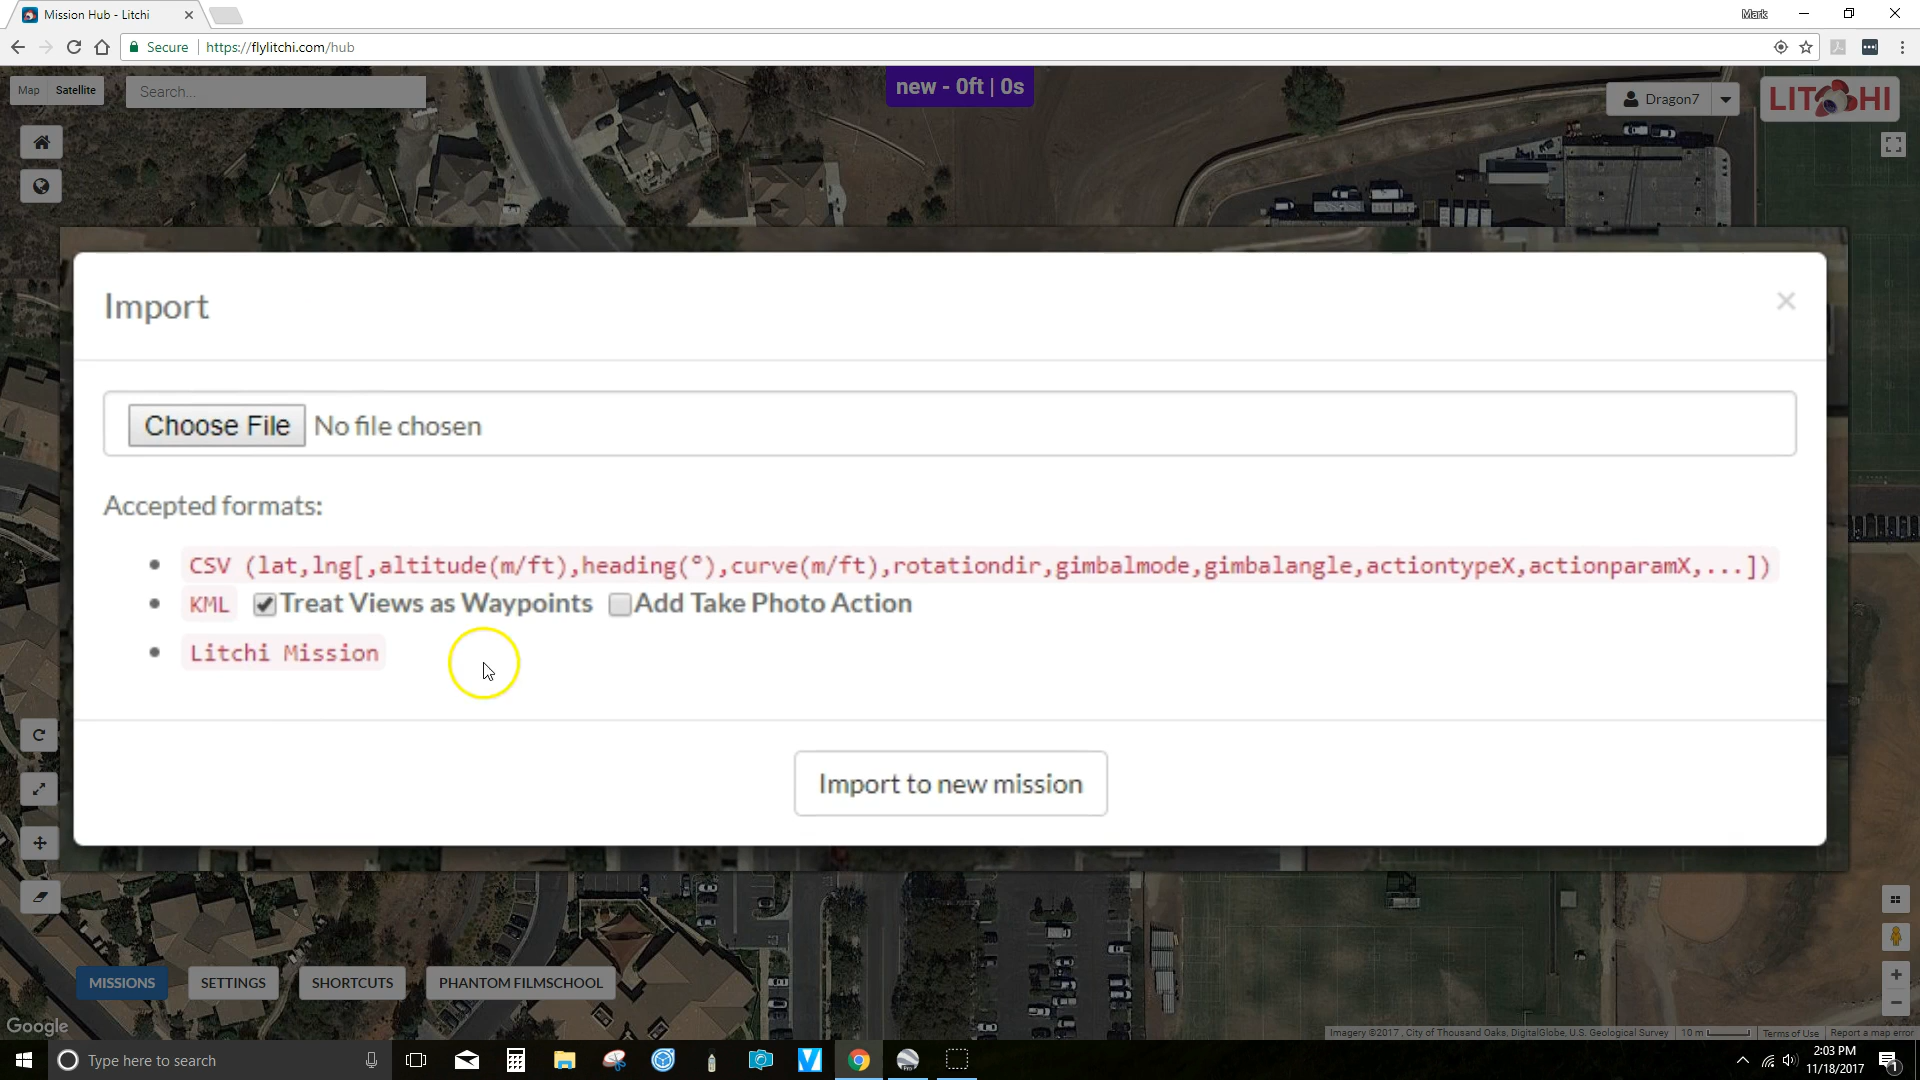 Mission Hub - Litchi
Mark
Secure https://flylitchi.com/hub
Map Satellite
Search...
new - 0ft | 0s
Dragon7
LITCHI
Import
Choose File No file chosen
Accepted formats:
CSV (lat,lng[,altitude(m/ft),heading(°),curve(m/ft),rotationdir,gimbalmode,gimbalangle,actiontypeX,actionparamX,...])
KML Treat Views as Waypoints Add Take Photo Action
Litchi Mission
Import to new mission
MISSIONS SETTINGS SHORTCUTS PHANTOM FILMSCHOOL
Google
Imagery ©2017 , City of Thousand Oaks, DigitalGlobe, U.S. Geological Survey 10 m Terms of Use Report a map error
Type here to search
2:03 PM
11/18/2017
1